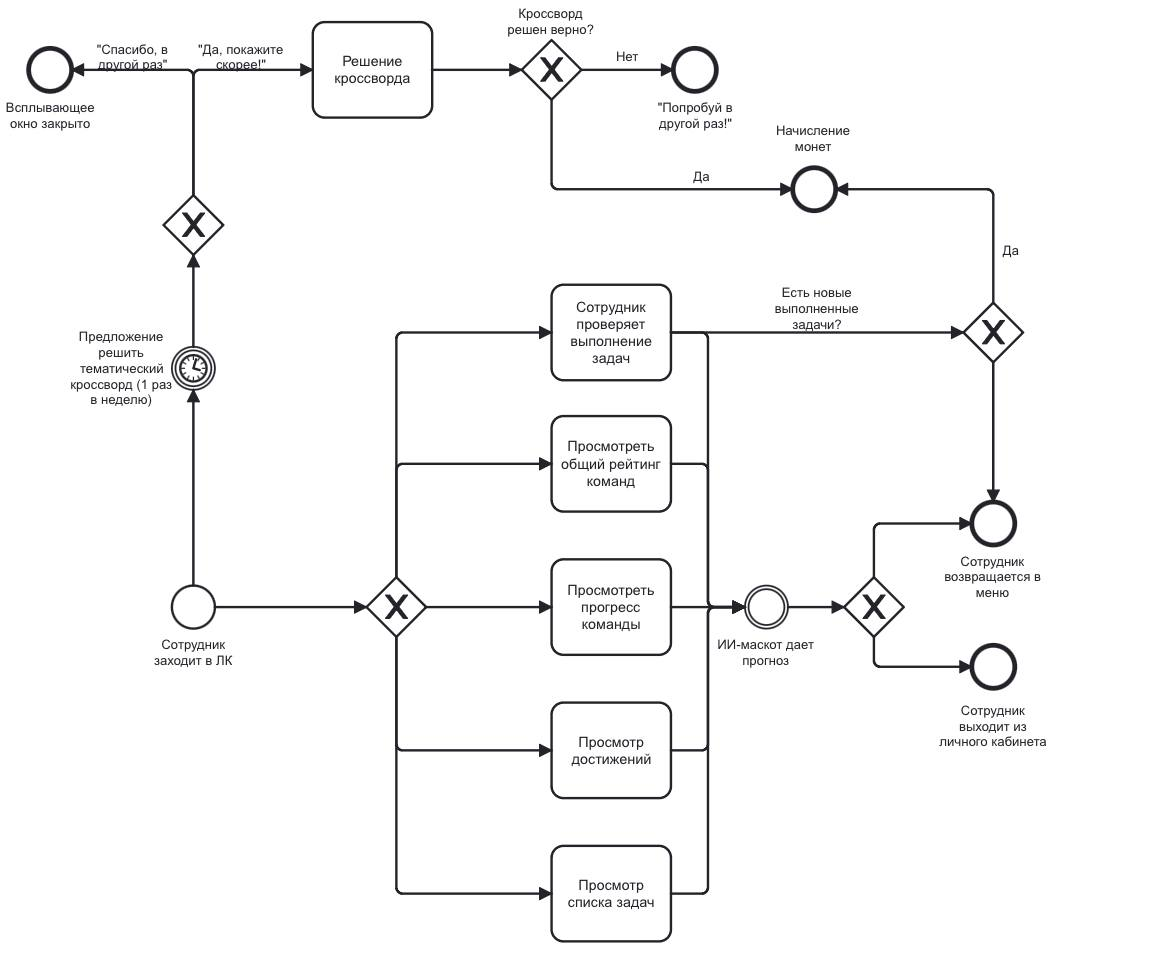 Кроссворд
решен верно?
"Спасибо, в
другой раз"
"Да, покажите
скорее!"
Решение
кроссворда
Нет
Всплывающее
окно закрыто
"Попробуй в
другой раз!"
Начисление
монет
Да
Да
Предложение
решить
тематический
кроссворд (1 раз
в неделю)
Сотрудник
проверяет
выполнение
задач
Есть новые
выполненные
задачи?
Просмотреть
общий рейтинг
команд
Сотрудник
возвращается в
меню
Просмотреть
прогресс
команды
Сотрудник
заходит в ЛК
ИИ-маскот дает
прогноз
Сотрудник
выходит из
личного кабинета
Просмотр
достижений
Просмотр
списка задач